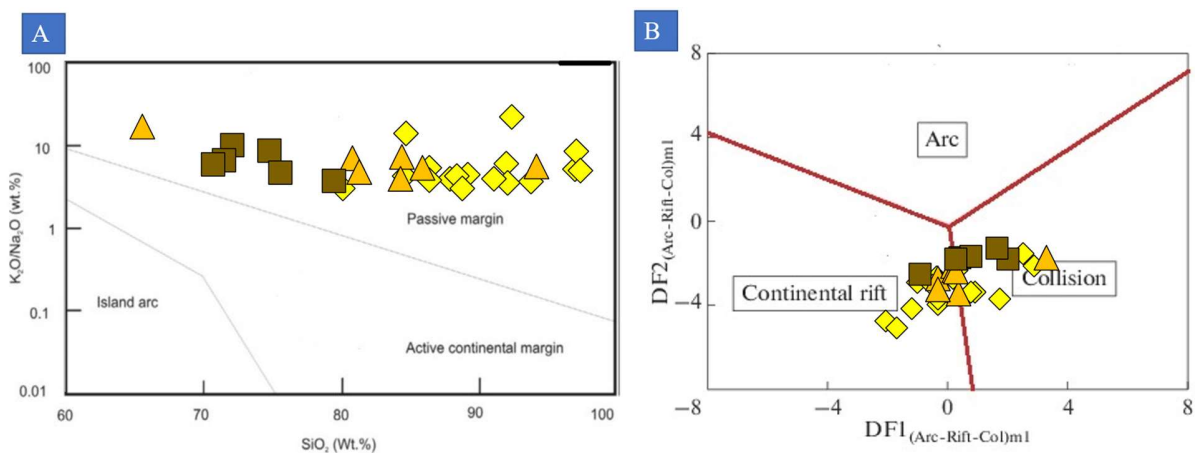 A
100
10
1
0.1
0.01
K₂O/Na₂O (wt.%)
Passive margin
Island arc
Active continental margin
60
70
80
90
100
SiO₂ (Wt.%)
B
8
4
0
−4
DF2(Arc-Rift-Col)m1
Arc
Continental rift
Collision
−8
−4
0
4
8
DF1(Arc-Rift-Col)m1